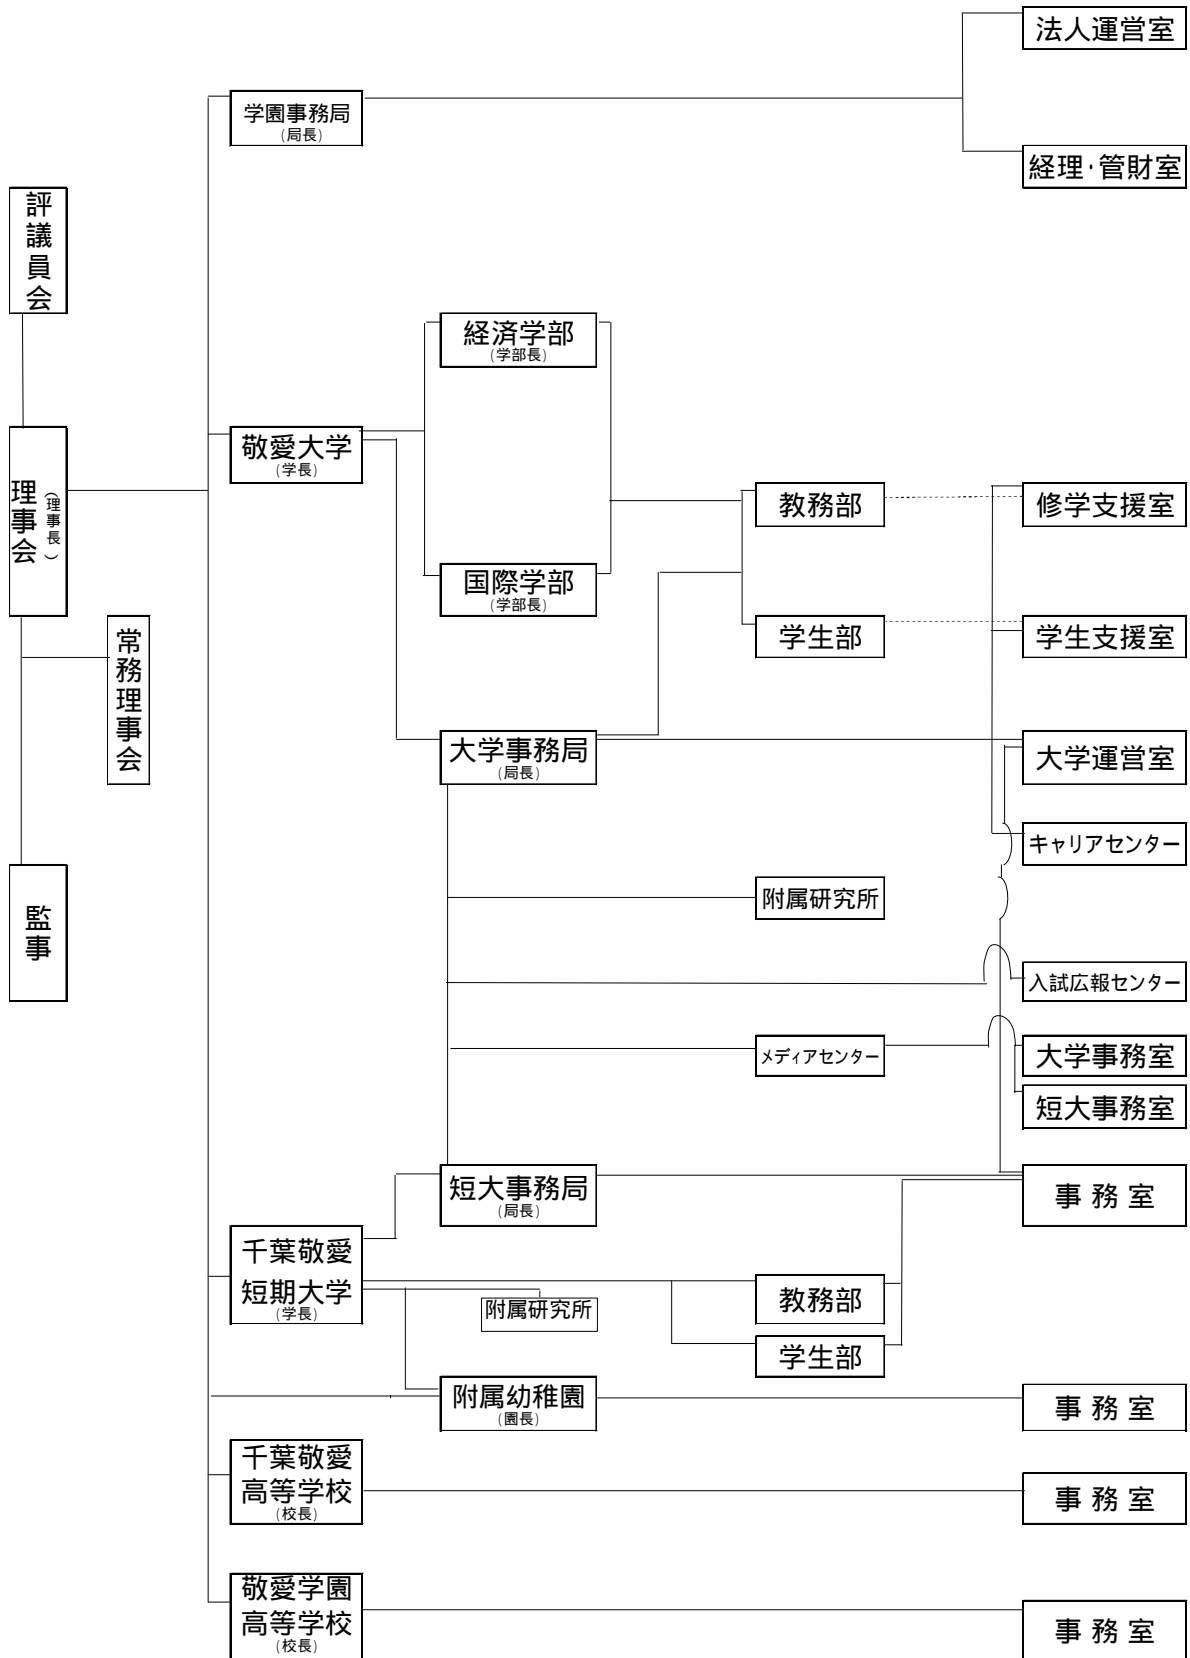 法人運営室
学園事務局
(局長)
経理・管財室
評議員会
経済学部
(学部長)
理事会
(理事長)
敬愛大学
(学長)
教務部
修学支援室
国際学部
(学部長)
学生部
学生支援室
常務理事会
大学事務局
(局長)
大学運営室
キャリアセンター
監事
附属研究所
入試広報センター
メディアセンター
大学事務室
短大事務室
短大事務局
(局長)
事務室
千葉敬愛
短期大学
(学長)
附属研究所
教務部
学生部
附属幼稚園
(園長)
事務室
千葉敬愛
高等学校
(校長)
事務室
敬愛学園
高等学校
(校長)
事務室